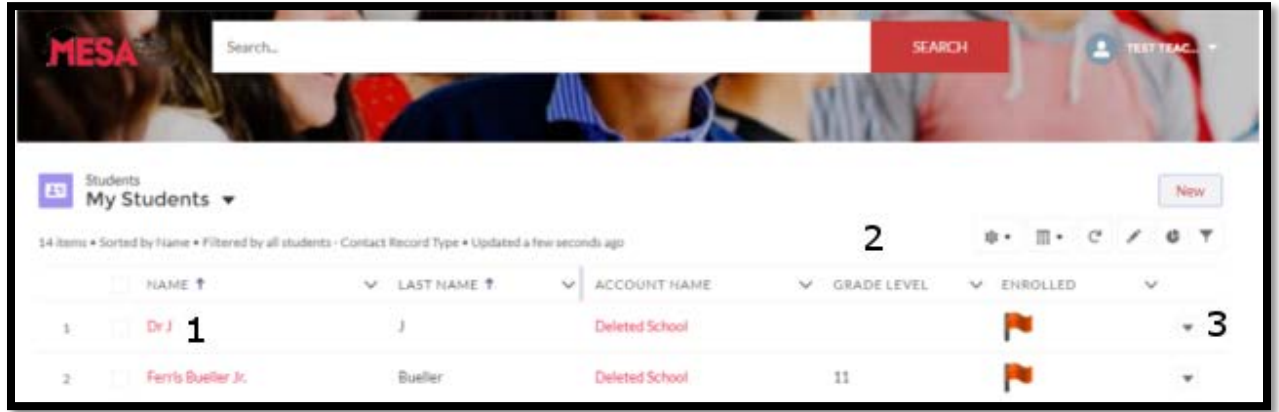 MESA Search... SEARCH TEST TEAC...
Students
My Students
New
14 items • Sorted by Name • Filtered by all students - Contact Record Type • Updated a few seconds ago
2
NAME LAST NAME ACCOUNT NAME GRADE LEVEL ENROLLED
1 Dr J 1 J Deleted School 3
2 Ferris Bueller Jr. Bueller Deleted School 11